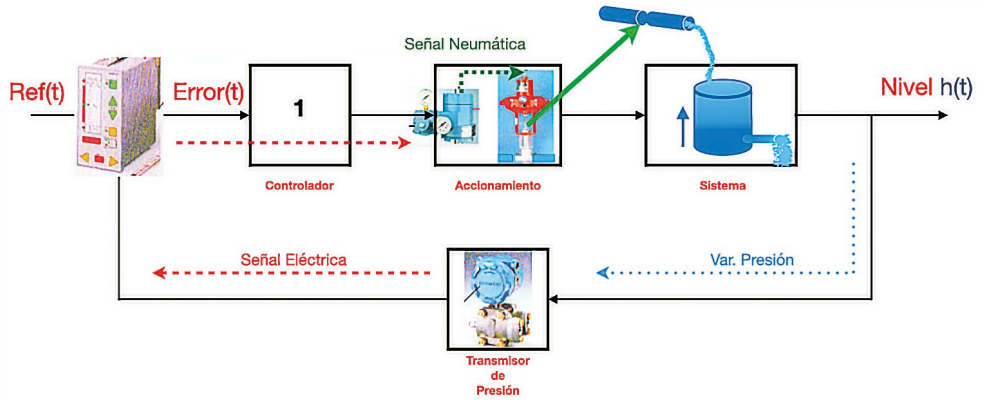 Señal Neumática
Ref(t)
Error(t)
1
Nivel h(t)
Controlador
Accionamiento
Sistema
Señal Eléctrica
Var. Presión
Transmisor
de
Presión